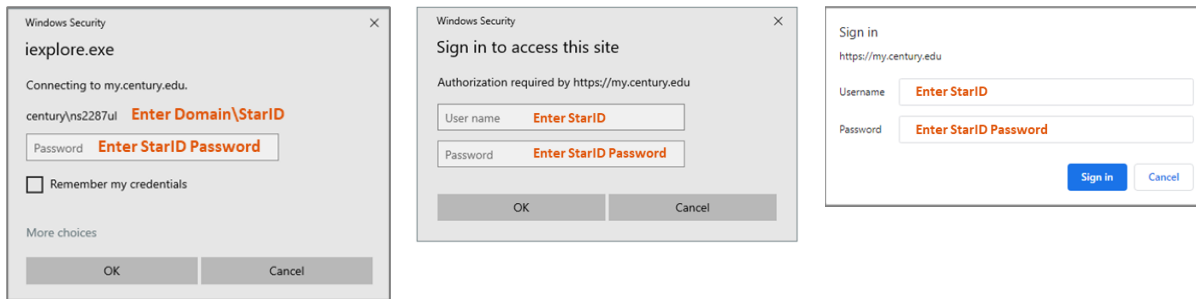 Windows Security
iexplore.exe
Connecting to my.century.edu.
century\ns2287ul Enter Domain\StarID
Password Enter StarID Password
Remember my credentials
More choices
OK Cancel
Windows Security
Sign in to access this site
Authorization required by https://my.century.edu
User name Enter StarID
Password Enter StarID Password
OK Cancel
Sign in
https://my.century.edu
Username Enter StarID
Password Enter StarID Password
Sign in Cancel